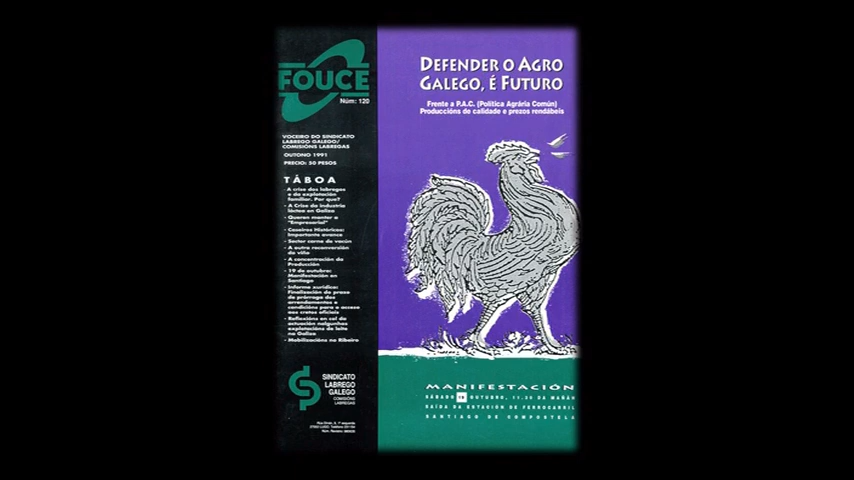 FOUCE
Núm: 120
VOCEIRO DO SINDICATO
LABREGO GALEGO/
COMISIÓNS LABREGAS
OUTONO 1991
PRECIO: 50 PESOS
TÁBOA
- A crise dos labregos
e da explotación
familiar. Por que?
- A Crise da industria
láctea en Galiza
- Queren manter a
"Empresarial"
- Caseiros Históricos:
Importante avance
- Sector carne de vacún
- A outra reconversión
da viña
- A concentración da
Producción
- 19 de outubro:
Manifestación en
Santiago
- Informe xurídico:
Finalización do prazo
de prórroga dos
arrendamentos e
condicións para o acceso
aos cretos oficiais
- Reflexións en col da
actuación nalgunhas
explotacións de leite
na Galiza
- Mobilizacións no Ribeiro
SINDICATO
LABREGO
GALEGO
COMISIÓNS
LABREGAS
DEFENDER O AGRO
GALEGO, É FUTURO
Frente a P.A.C. (Política Agrária Común)
Produccións de calidade e prezos rendábeis
MANIFESTACIÓN
SÁBADO 19 OUTUBRO, 11.30 DA MAÑÁN
SAÍDA DA ESTACIÓN DE FERROCARRIL
SANTIAGO DE COMPOSTELA